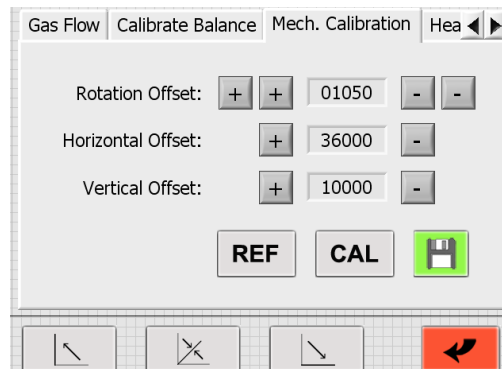 Gas Flow Calibrate Balance Mech. Calibration Hea
Rotation Offset: + + 01050 - -
Horizontal Offset: + 36000 -
Vertical Offset: + 10000 -
REF CAL